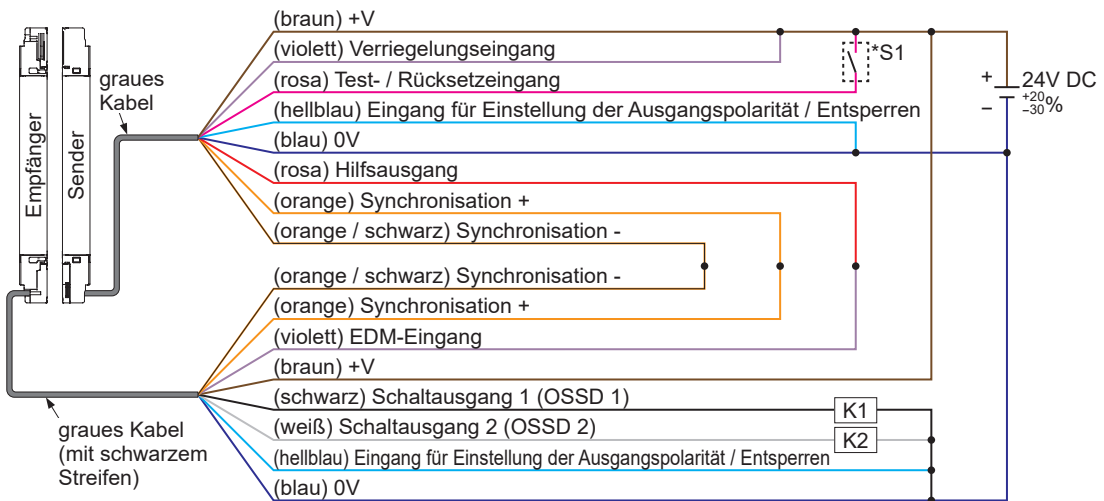 Empfänger
Sender
graues
Kabel
(braun) +V
(violett) Verriegelungseingang
(rosa) Test- / Rücksetzeingang
(hellblau) Eingang für Einstellung der Ausgangspolarität / Entsperren
(blau) 0V
(rosa) Hilfsausgang
(orange) Synchronisation +
(orange / schwarz) Synchronisation -
*S1
+
24V DC
+20
–30 %
–
(orange / schwarz) Synchronisation -
(orange) Synchronisation +
(violett) EDM-Eingang
(braun) +V
(schwarz) Schaltausgang 1 (OSSD 1)
K1
(weiß) Schaltausgang 2 (OSSD 2)
K2
(hellblau) Eingang für Einstellung der Ausgangspolarität / Entsperren
(blau) 0V
graues Kabel
(mit schwarzem
Streifen)